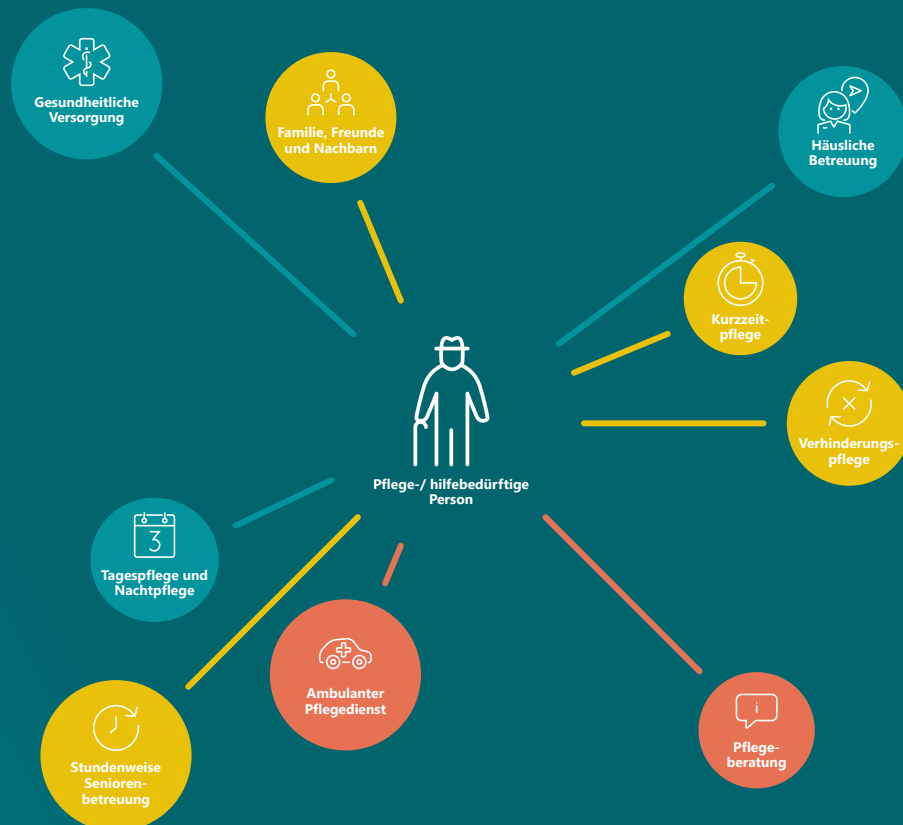 Gesundheitliche
Versorgung
Familie, Freunde
und Nachbarn
Häusliche
Betreuung
Kurzzeit-
pflege
Verhinderungs-
pflege
Pflege-/ hilfebedürftige
Person
3
Tagespflege und
Nachtpflege
Ambulanter
Pflegedienst
i
Pflege-
beratung
Stundenweise
Senioren-
betreuung